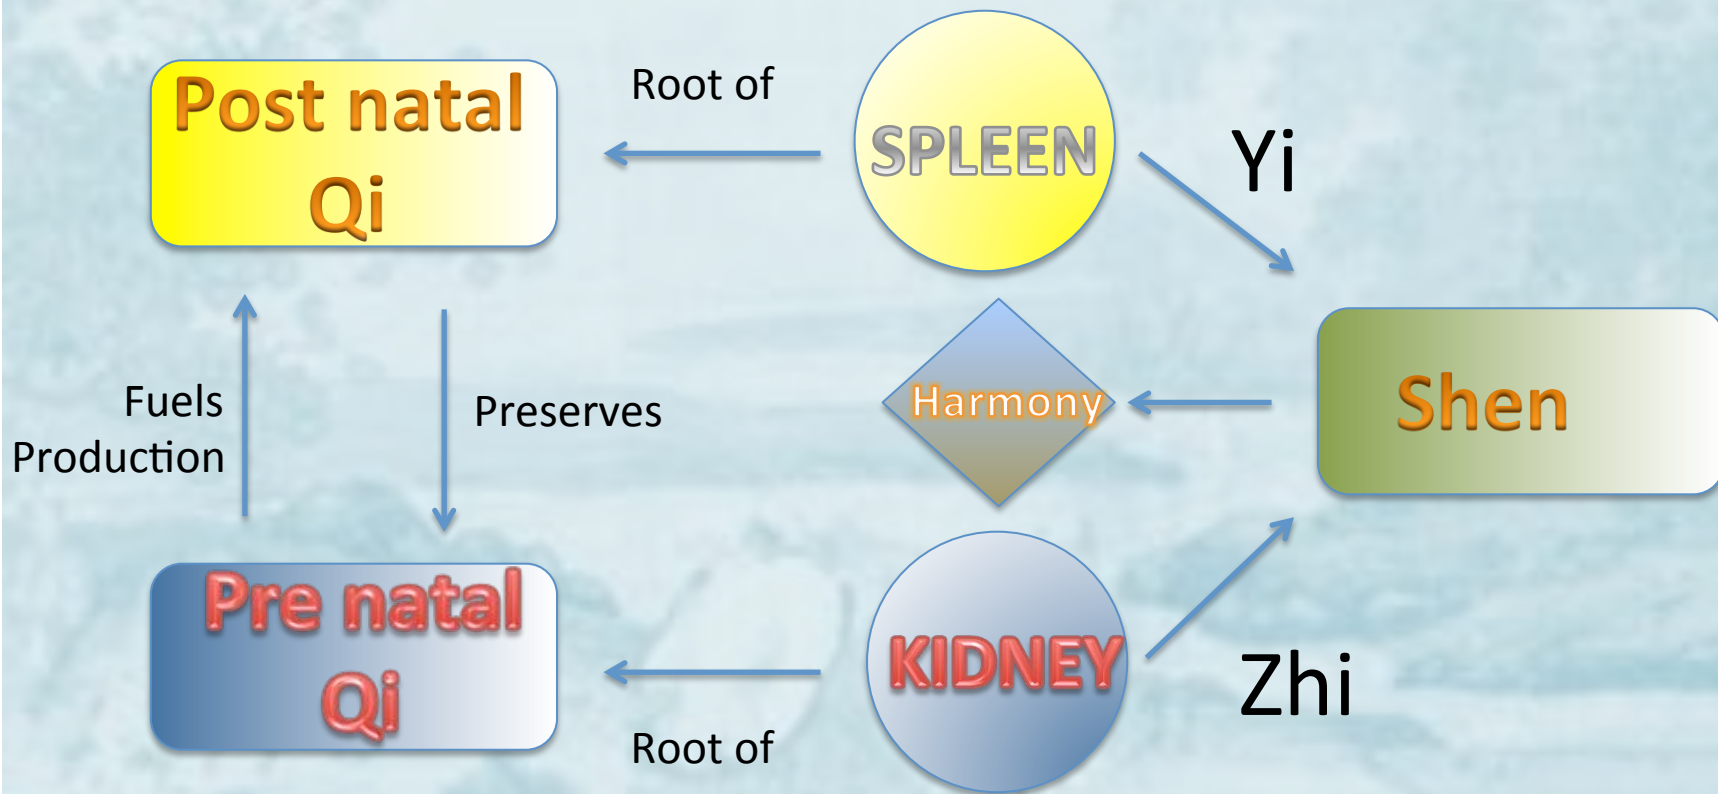 Post natal
Qi
Root of
SPLEEN
Yi
Fuels
Production
Preserves
Harmony
Shen
Pre natal
Qi
Root of
KIDNEY
Zhi